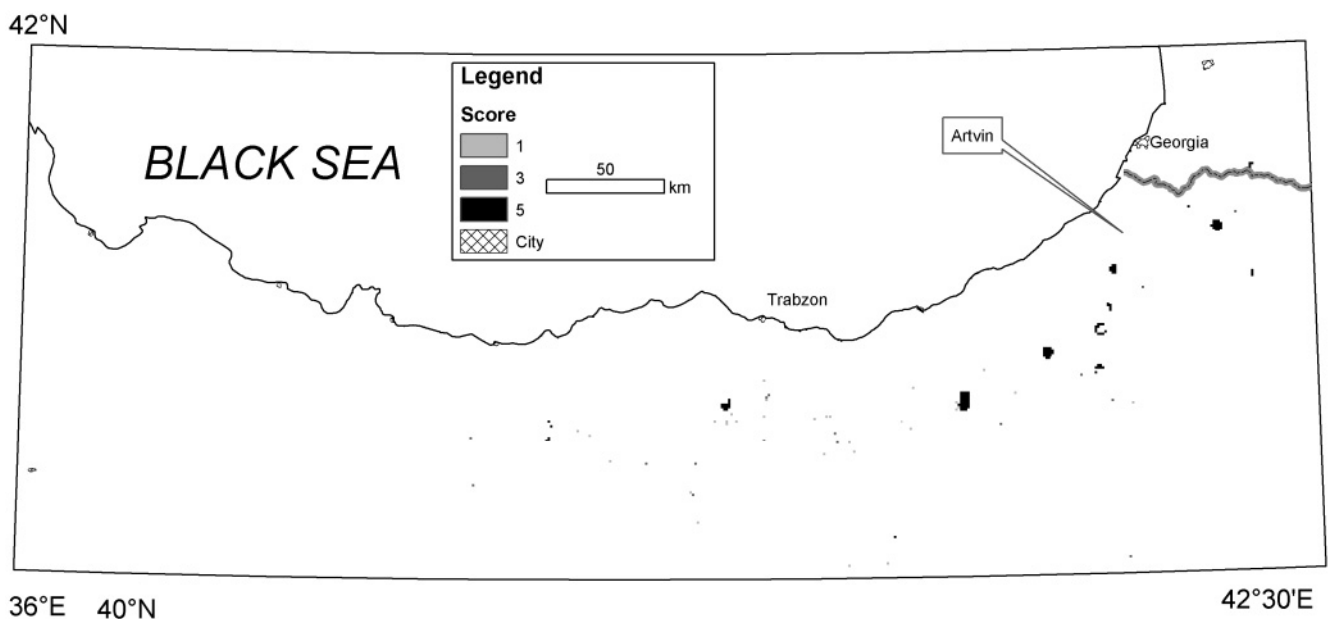 42°N
Legend
Score
1
3
5
City
50
km
BLACK SEA
Artvin
Georgia
Trabzon
36°E 40°N
42°30'E